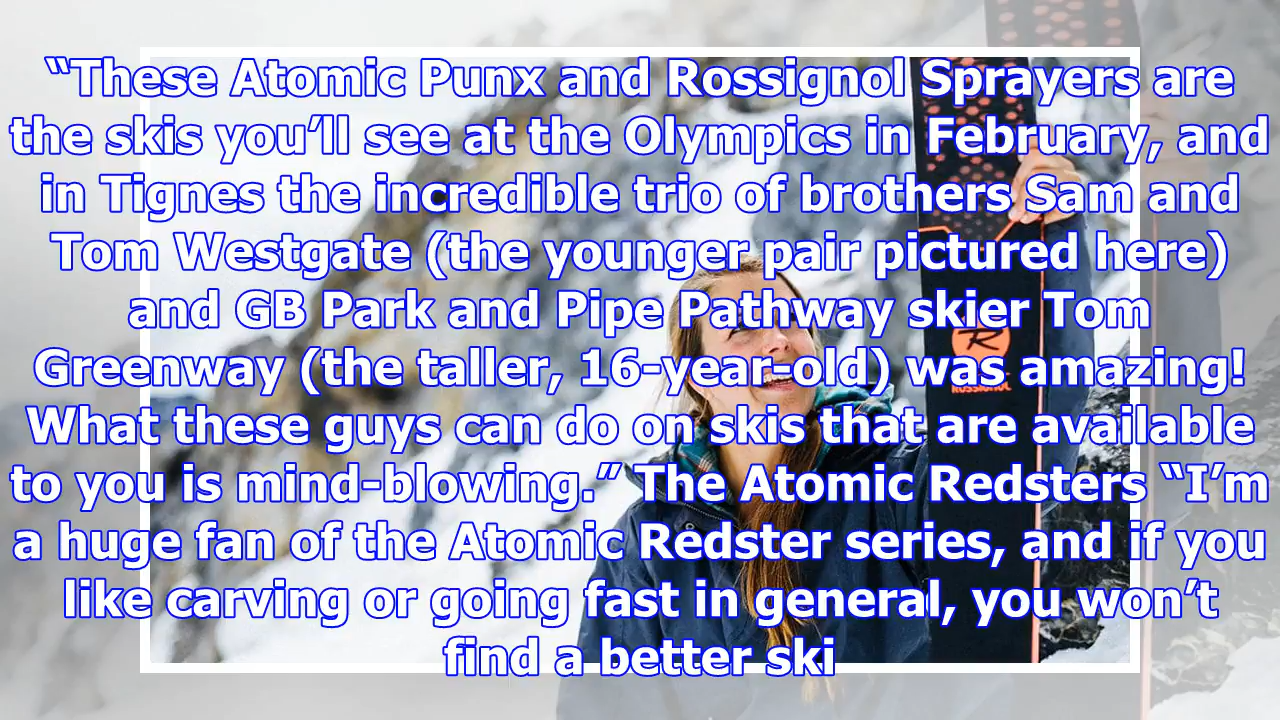 “These Atomic Punx and Rossignol Sprayers are
the skis you’ll see at the Olympics in February, and
in Tignes the incredible trio of brothers Sam and
Tom Westgate (the younger pair pictured here)
and GB Park and Pipe Pathway skier Tom
Greenway (the taller, 16-year-old) was amazing!
What these guys can do on skis that are available
to you is mind-blowing.” The Atomic Redsters “I’m
a huge fan of the Atomic Redster series, and if you
like carving or going fast in general, you won’t
find a better ski
ROSSIGNOL